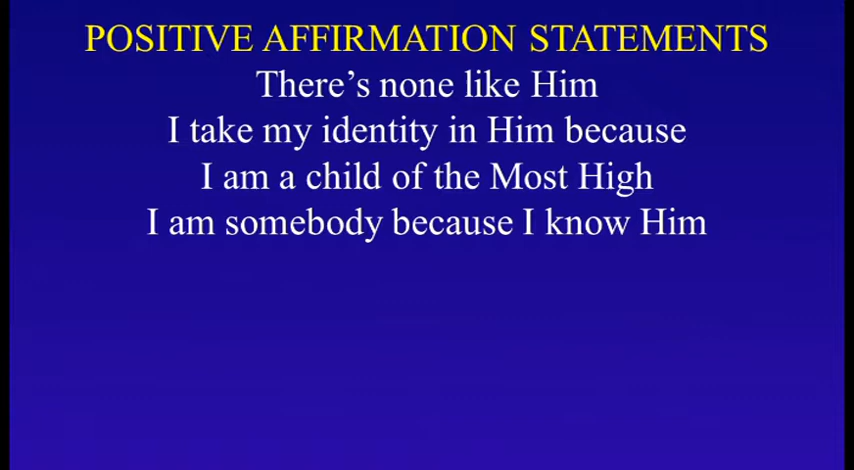 POSITIVE AFFIRMATION STATEMENTS
There's none like Him
I take my identity in Him because
I am a child of the Most High
I am somebody because I know Him